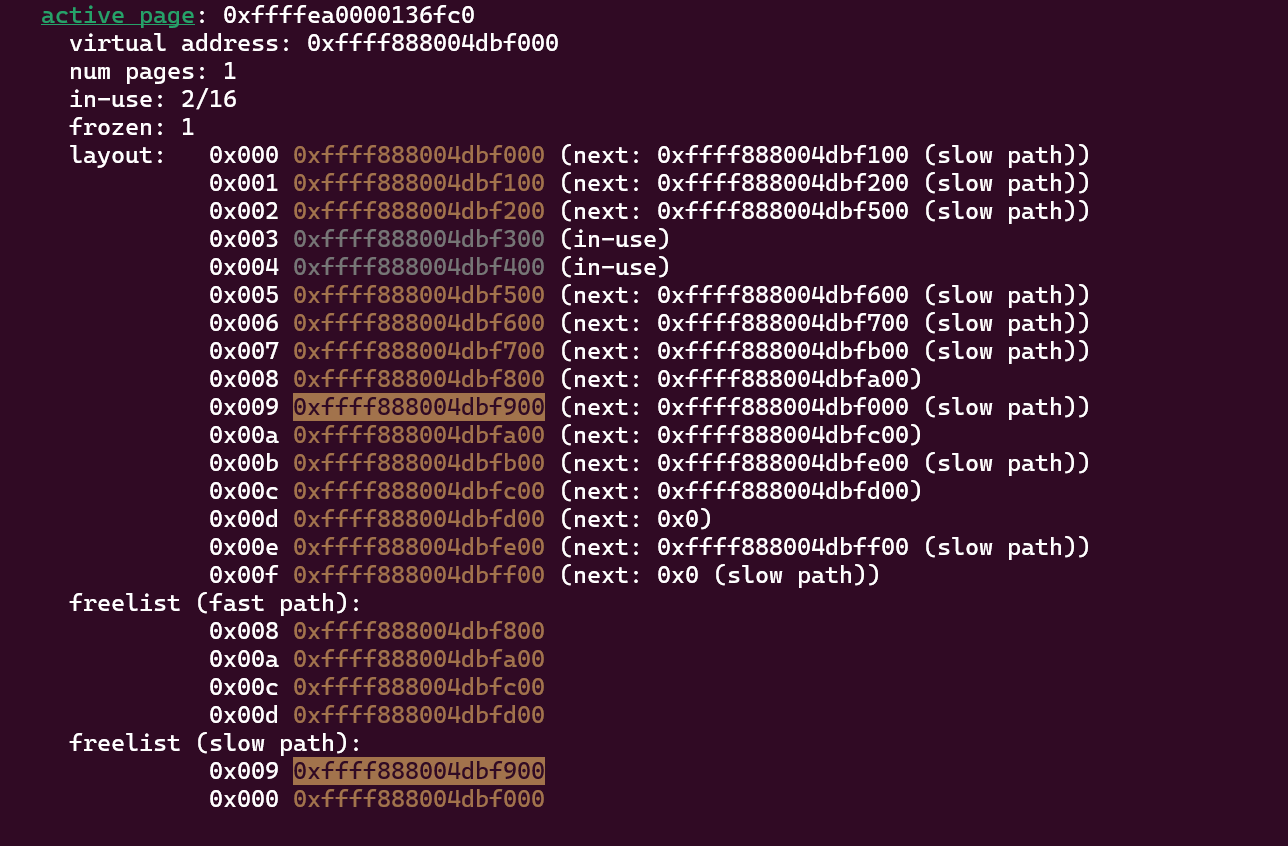 active page: 0xffffea0000136fc0
virtual address: 0xffff888004dbf000
num pages: 1
in-use: 2/16
frozen: 1
layout: 0x000 0xffff888004dbf000 (next: 0xffff888004dbf100 (slow path))
0x001 0xffff888004dbf100 (next: 0xffff888004dbf200 (slow path))
0x002 0xffff888004dbf200 (next: 0xffff888004dbf500 (slow path))
0x003 0xffff888004dbf300 (in-use)
0x004 0xffff888004dbf400 (in-use)
0x005 0xffff888004dbf500 (next: 0xffff888004dbf600 (slow path))
0x006 0xffff888004dbf600 (next: 0xffff888004dbf700 (slow path))
0x007 0xffff888004dbf700 (next: 0xffff888004dbfb00 (slow path))
0x008 0xffff888004dbf800 (next: 0xffff888004dbfa00)
0x009 0xffff888004dbf900 (next: 0xffff888004dbf000 (slow path))
0x00a 0xffff888004dbfa00 (next: 0xffff888004dbfc00)
0x00b 0xffff888004dbfb00 (next: 0xffff888004dbfe00 (slow path))
0x00c 0xffff888004dbfc00 (next: 0xffff888004dbfd00)
0x00d 0xffff888004dbfd00 (next: 0x0)
0x00e 0xffff888004dbfe00 (next: 0xffff888004dbff00 (slow path))
0x00f 0xffff888004dbff00 (next: 0x0 (slow path))
freelist (fast path):
0x008 0xffff888004dbf800
0x00a 0xffff888004dbfa00
0x00c 0xffff888004dbfc00
0x00d 0xffff888004dbfd00
freelist (slow path):
0x009 0xffff888004dbf900
0x000 0xffff888004dbf000